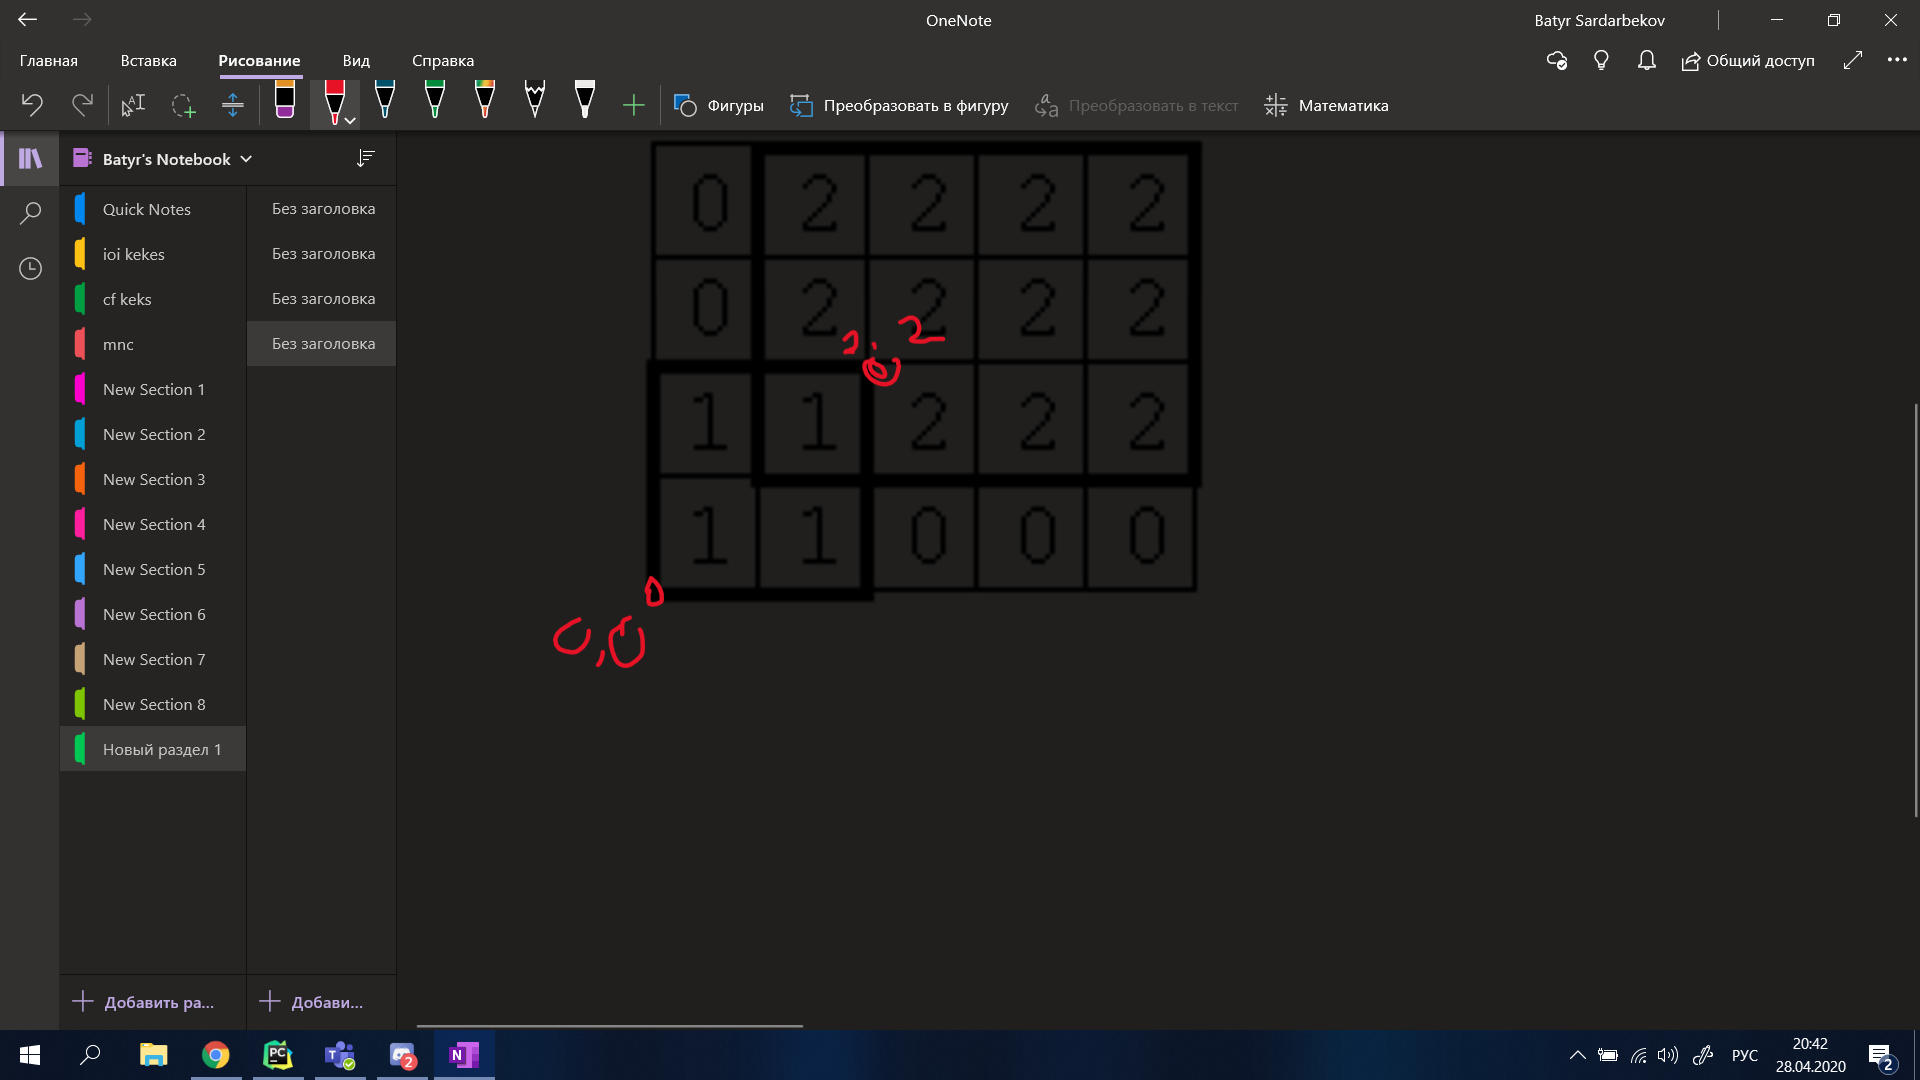 OneNote
Batyr Sardarbekov
Главная Вставка Рисование Вид Справка
Общий доступ
Фигуры Преобразовать в фигуру Преобразовать в текст Математика
Batyr's Notebook
Quick Notes
ioi kekes
cf keks
mnc
New Section 1
New Section 2
New Section 3
New Section 4
New Section 5
New Section 6
New Section 7
New Section 8
Новый раздел 1
Без заголовка
Без заголовка
Без заголовка
Без заголовка
0 2 2 2 2
0 2 2 2 2
2, 2
1 1 2 2 2
1 1 0 0 0
0,0
Добавить ра...
Добави...
2
РУС
20:42
28.04.2020
2